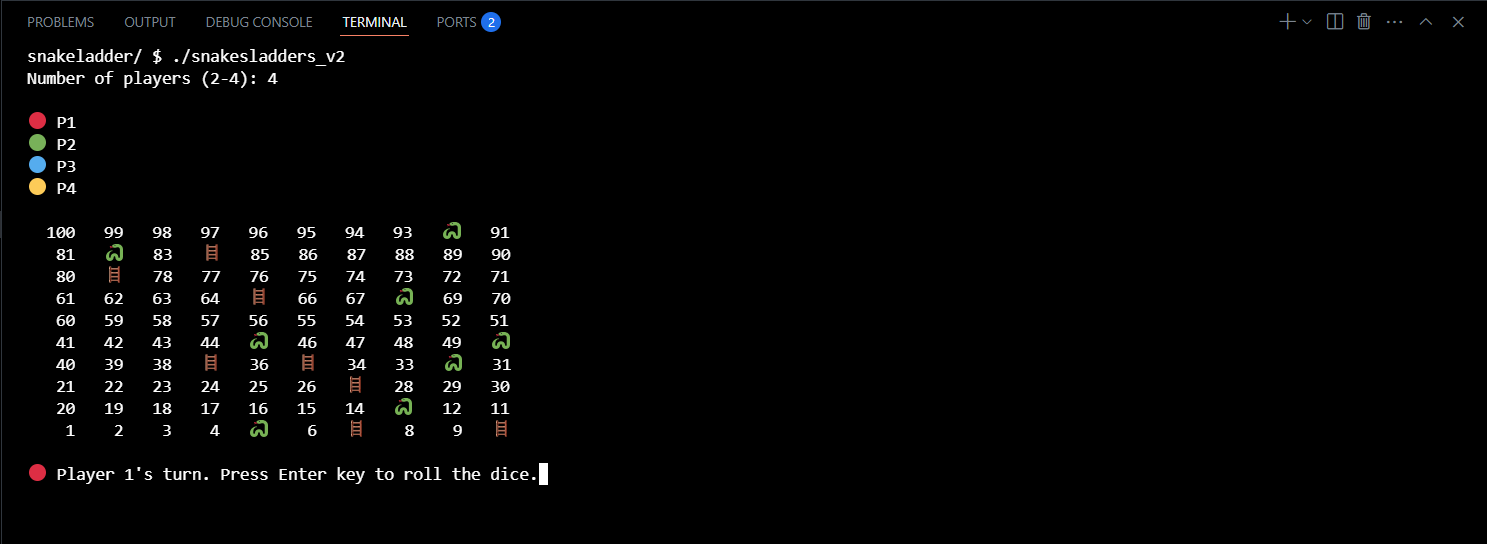 PROBLEMS OUTPUT DEBUG CONSOLE TERMINAL PORTS 2
snakeladder/ $ ./snakesladders_v2
Number of players (2-4): 4
🔴 P1
🟢 P2
🔵 P3
🟡 P4
100 99 98 97 96 95 94 93 🐍 91
81 🐍 83 🪜 85 86 87 88 89 90
80 🪜 78 77 76 75 74 73 72 71
61 62 63 64 🪜 66 67 🐍 69 70
60 59 58 57 56 55 54 53 52 51
41 42 43 44 🐍 46 47 48 49 🐍
40 39 38 🪜 36 🪜 34 33 🐍 31
21 22 23 24 25 26 🪜 28 29 30
20 19 18 17 16 15 14 🐍 12 11
1 2 3 4 🐍 6 🪜 8 9 🪜
🔴 Player 1's turn. Press Enter key to roll the dice.